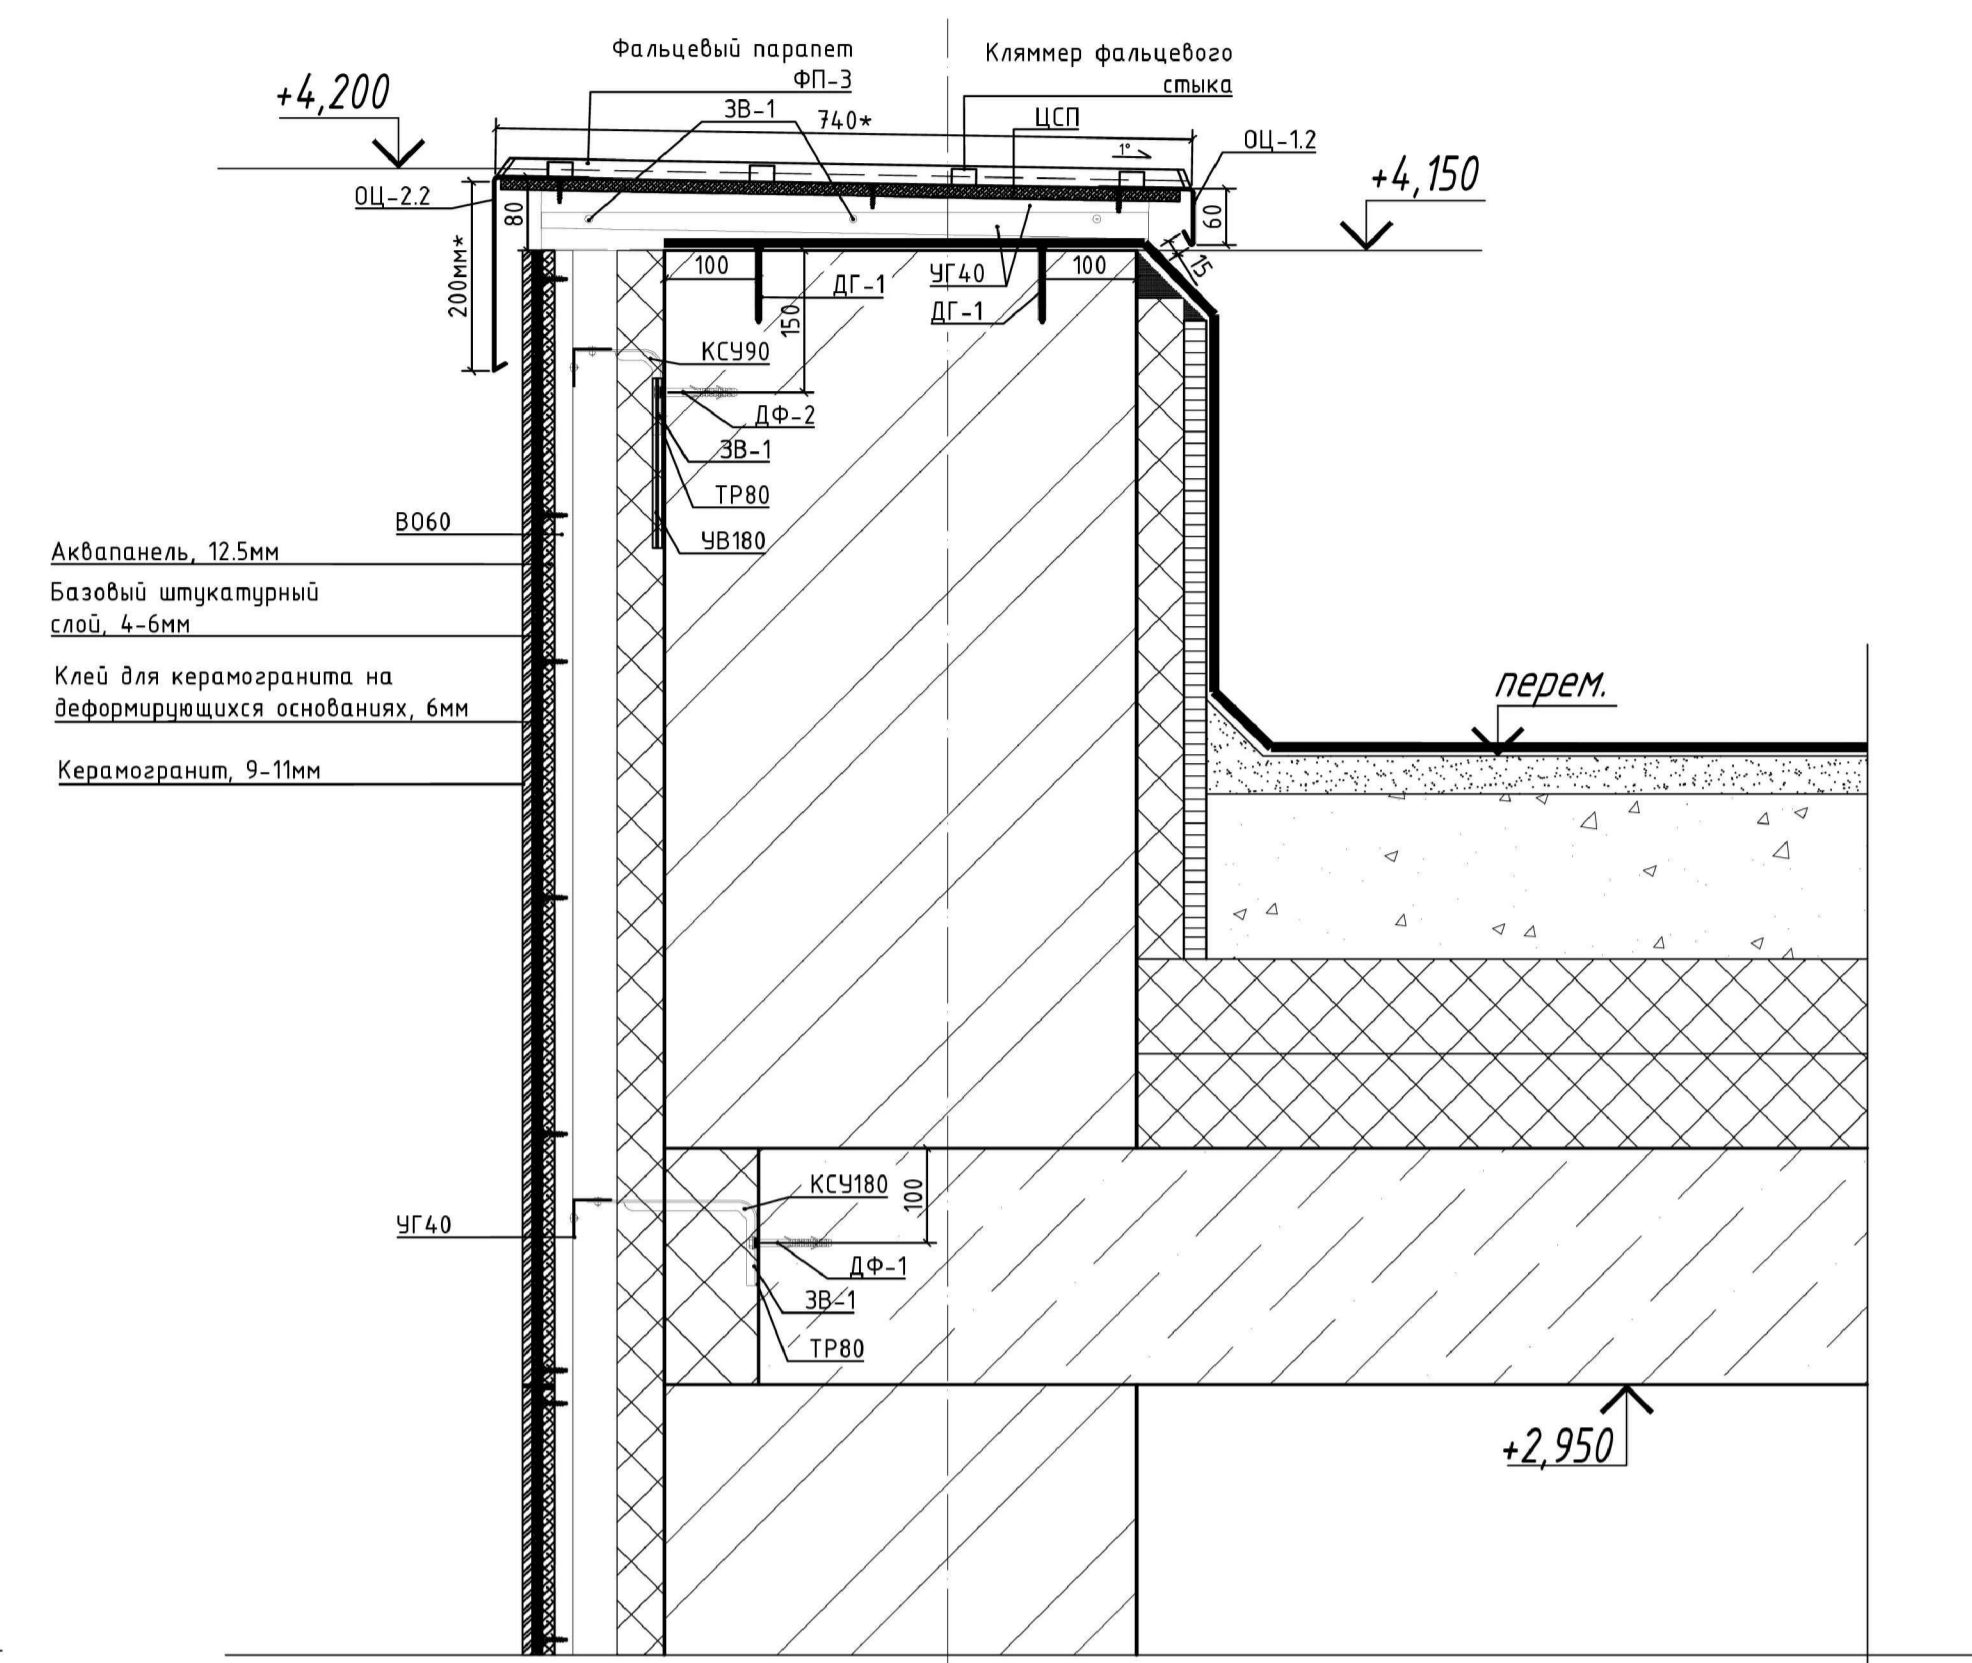 Фальцевый парапет
ФП-3
Кляммер фальцевого
стыка
+4,200
ЗВ-1
740*
ЦСП
1°
ОЦ-1.2
+4,150
ОЦ-2.2
80
60
200мм*
15
100
ДГ-1
УГ40
100
ДГ-1
150
КСУ90
ДФ-2
ЗВ-1
ТР80
УВ180
ВО60
Аквапанель, 12.5мм
Базовый штукатурный
слой, 4-6мм
Клей для керамогранита на
деформирующихся основаниях, 6мм
Керамогранит, 9-11мм
перем.
КСУ180
100
УГ40
ДФ-1
ЗВ-1
ТР80
+2,950